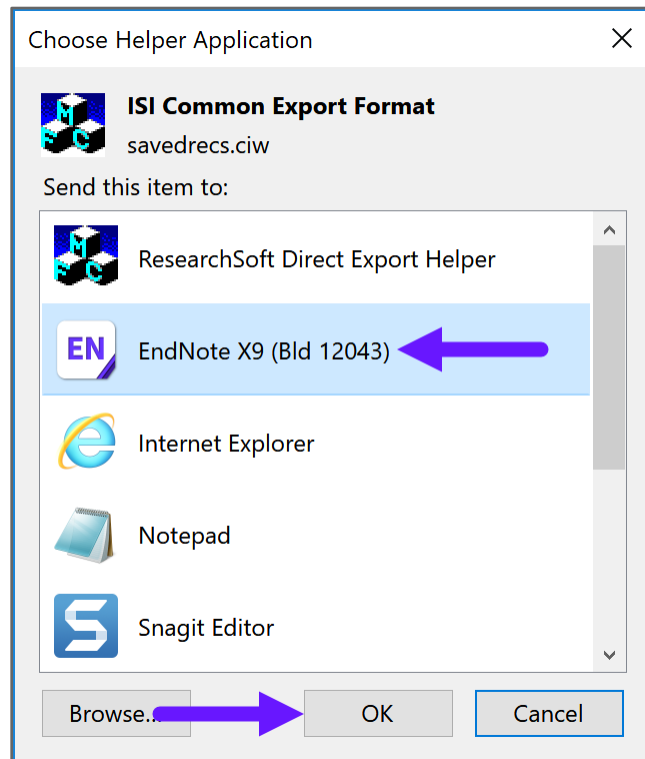 Choose Helper Application
M
F C
ISI Common Export Format
savedrecs.ciw
Send this item to:
M
F C
ResearchSoft Direct Export Helper
EN
EndNote X9 (Bld 12043)
Internet Explorer
Notepad
S
Snagit Editor
Browse...
OK
Cancel